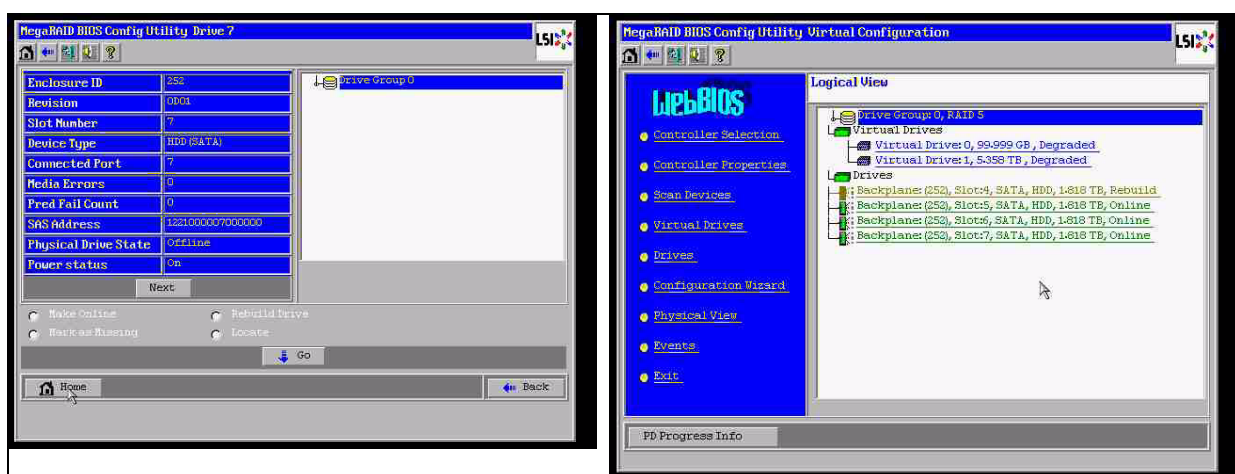 MegaRAID BIOS Config Utility Drive 7
LSI
Enclosure ID 252
Revision 0D01
Slot Number 7
Device Type HDD (SATA)
Connected Port 7
Media Errors 0
Pred Fail Count 0
SAS Address 1221000007000000
Physical Drive State Offline
Power status On
Next
Drive Group 0
Make Online Rebuild Drive
Mark as Missing Locate
Go
Home Back
MegaRAID BIOS Config Utility Virtual Configuration
LSI
WebBIOS
Controller Selection
Controller Properties
Scan Devices
Virtual Drives
Drives
Configuration Wizard
Physical View
Events
Exit
Logical View
Drive Group: 0, RAID 5
Virtual Drives
Virtual Drive: 0, 99.999 GB, Degraded
Virtual Drive: 1, 5.358 TB, Degraded
Drives
Backplane: (252), Slot:4, SATA, HDD, 1.818 TB, Rebuild
Backplane: (252), Slot:5, SATA, HDD, 1.818 TB, Online
Backplane: (252), Slot:6, SATA, HDD, 1.818 TB, Online
Backplane: (252), Slot:7, SATA, HDD, 1.818 TB, Online
PD Progress Info